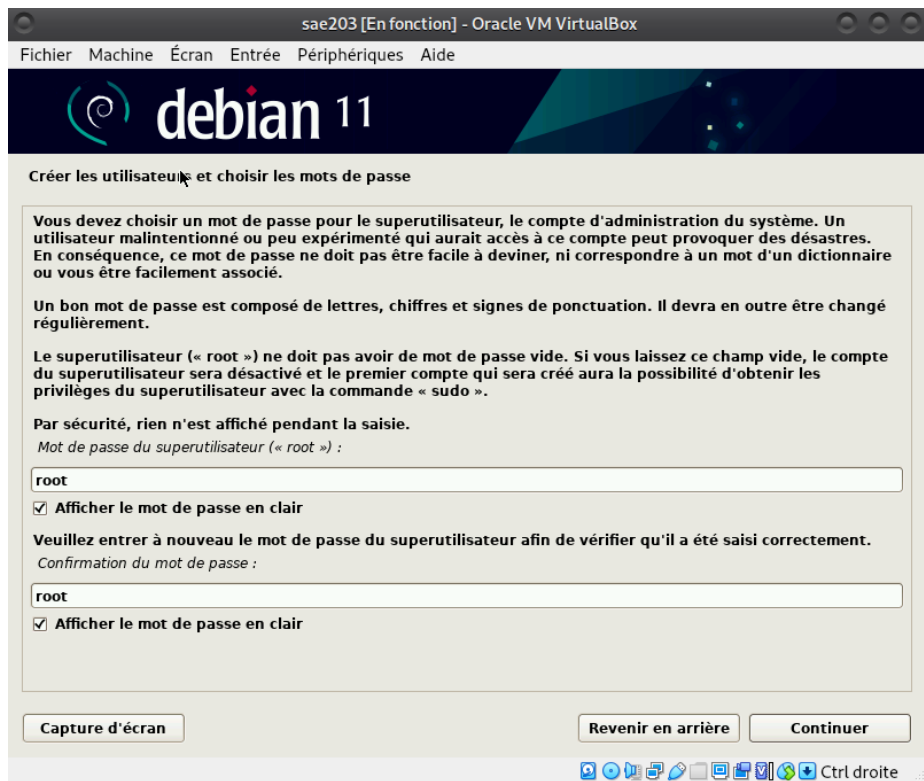 sae203 [En fonction] - Oracle VM VirtualBox
Fichier Machine Écran Entrée Périphériques Aide
debian 11
Créer les utilisateurs et choisir les mots de passe
Vous devez choisir un mot de passe pour le superutilisateur, le compte d'administration du système. Un
utilisateur malintentionné ou peu expérimenté qui aurait accès à ce compte peut provoquer des désastres.
En conséquence, ce mot de passe ne doit pas être facile à deviner, ni correspondre à un mot d'un dictionnaire
ou vous être facilement associé.
Un bon mot de passe est composé de lettres, chiffres et signes de ponctuation. Il devra en outre être changé
régulièrement.
Le superutilisateur (« root ») ne doit pas avoir de mot de passe vide. Si vous laissez ce champ vide, le compte
du superutilisateur sera désactivé et le premier compte qui sera créé aura la possibilité d'obtenir les
privilèges du superutilisateur avec la commande « sudo ».
Par sécurité, rien n'est affiché pendant la saisie.
Mot de passe du superutilisateur (« root ») :
root
Afficher le mot de passe en clair
Veuillez entrer à nouveau le mot de passe du superutilisateur afin de vérifier qu'il a été saisi correctement.
Confirmation du mot de passe :
root
Afficher le mot de passe en clair
Capture d'écran
Revenir en arrière
Continuer
Ctrl droite